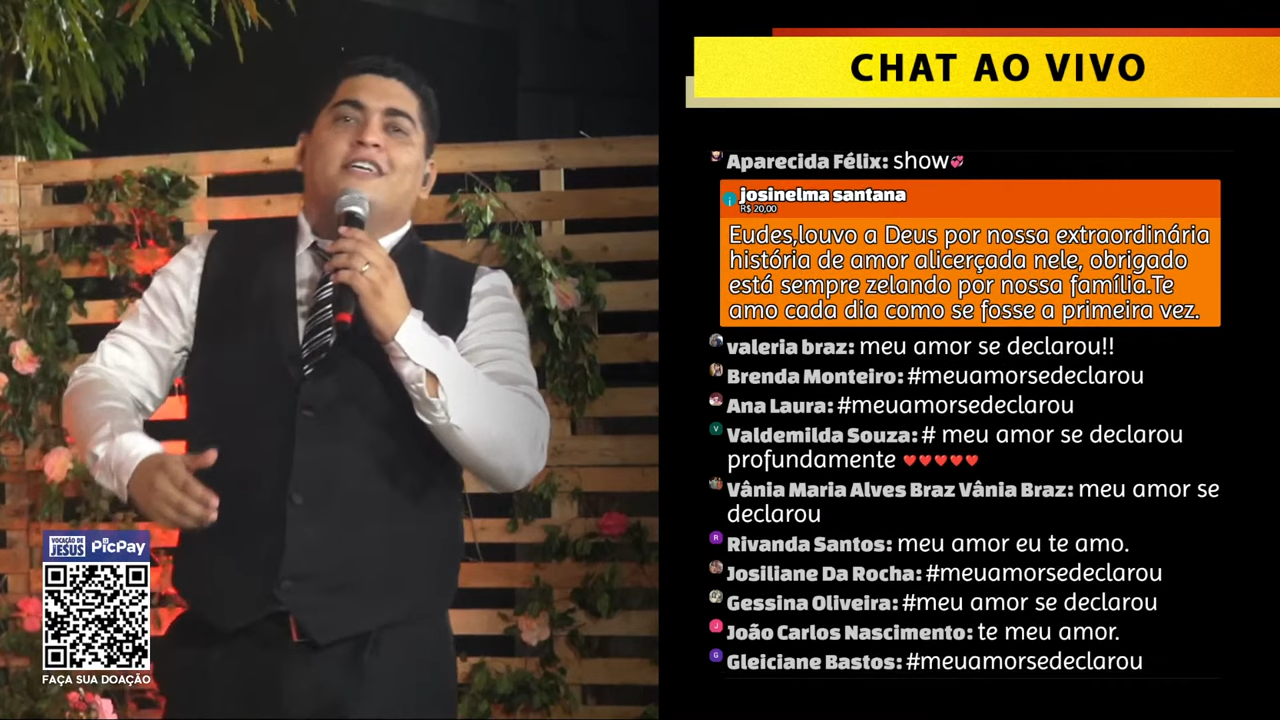 CHAT AO VIVO
Aparecida Félix: show💞
josinelma santana
R$ 20,00
Eudes,louvo a Deus por nossa extraordinária
história de amor alicerçada nele, obrigado
está sempre zelando por nossa família.Te
amo cada dia como se fosse a primeira vez.
valeria braz: meu amor se declarou!!
Brenda Monteiro: #meuamorsedeclarou
Ana Laura: #meuamorsedeclarou
V
Valdemilda Souza: # meu amor se declarou
profundamente ❤️❤️❤️❤️❤️
Vânia Maria Alves Braz Vânia Braz: meu amor se
declarou
R
Rivanda Santos: meu amor eu te amo.
Josiliane Da Rocha: #meuamorsedeclarou
Gessina Oliveira: #meu amor se declarou
J
João Carlos Nascimento: te meu amor.
G
Gleiciane Bastos: #meuamorsedeclarou
VOCAÇÃO DE
JESUS
PicPay
FAÇA SUA DOAÇÃO